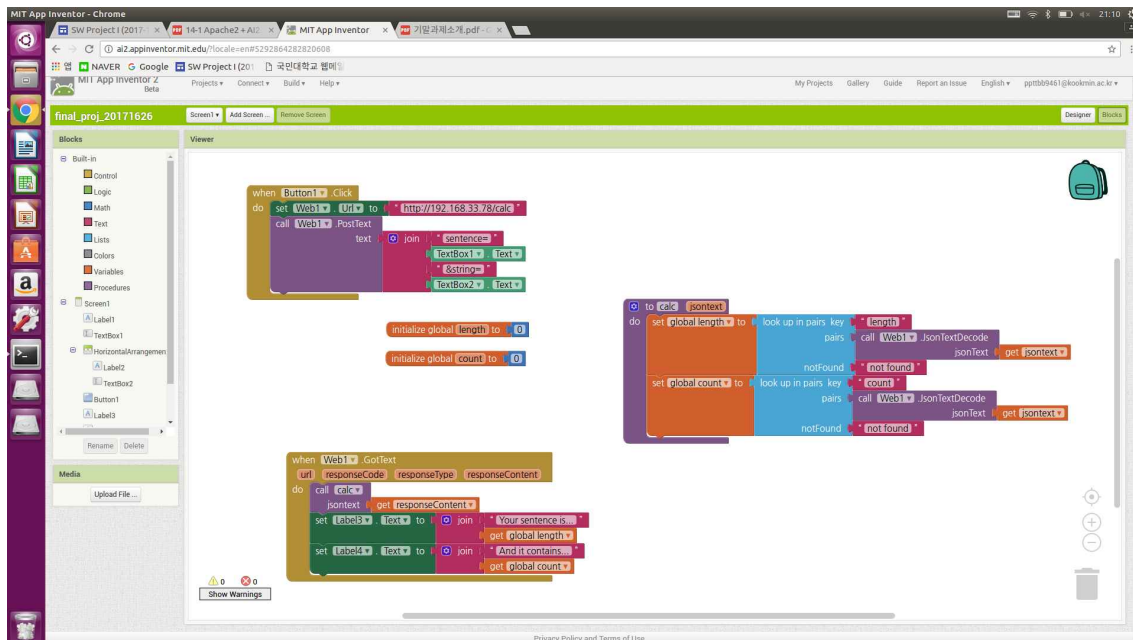 MIT App Inventor - Chrome
21:10
SW Project I (2017-
14-1 Apache2 + AI2
MIT App Inventor
기말과제소개.pdf -
ai2.appinventor.mit.edu/?locale=en#5292864282820608
앱 NAVER Google SW Project I (201 국민대학교 웹메일
MIT App Inventor 2
Beta
Projects Connect Build Help
My Projects Gallery Guide Report an Issue English ppttbb9461@kookmin.ac.kr
final_proj_20171626
Screen1 Add Screen ... Remove Screen
Designer Blocks
Blocks
Viewer
Built-in
Control
Logic
Math
Text
Lists
Colors
Variables
Procedures
Screen1
Label1
TextBox1
HorizontalArrangemen
Label2
TextBox2
Button1
Label3
Rename Delete
Media
Upload File ...
when Button1 .Click
do set Web1 . Url to " http://192.168.33.78/calc "
call Web1 .PostText
text join " sentence= "
TextBox1 . Text
" &string= "
TextBox2 . Text
initialize global length to 0
initialize global count to 0
to calc jsontext
do set global length to look up in pairs key " length "
pairs call Web1 .JsonTextDecode
jsonText get jsontext
notFound " not found "
set global count to look up in pairs key " count "
pairs call Web1 .JsonTextDecode
jsonText get jsontext
notFound " not found "
when Web1 .GotText
url responseCode responseType responseContent
do call calc
jsontext get responseContent
set Label3 . Text to join " Your sentence is... "
get global length
set Label4 . Text to join " And it contains... "
get global count
0 0
Show Warnings
Privacy Policy and Terms of Use